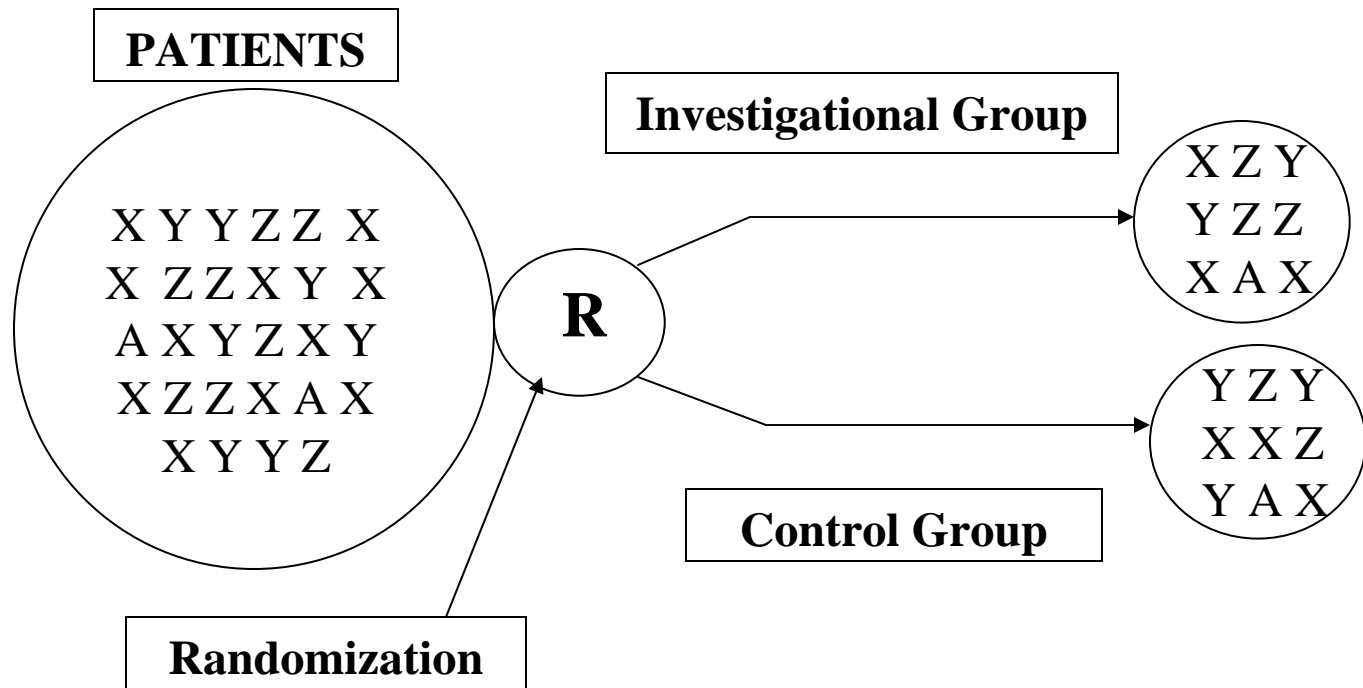 PATIENTS
X Y Y Z Z X
X Z Z X Y X
A X Y Z X Y
X Z Z X A X
X Y Y Z
Randomization
R
Investigational Group
X Z Y
Y Z Z
X A X
Control Group
Y Z Y
X X Z
Y A X